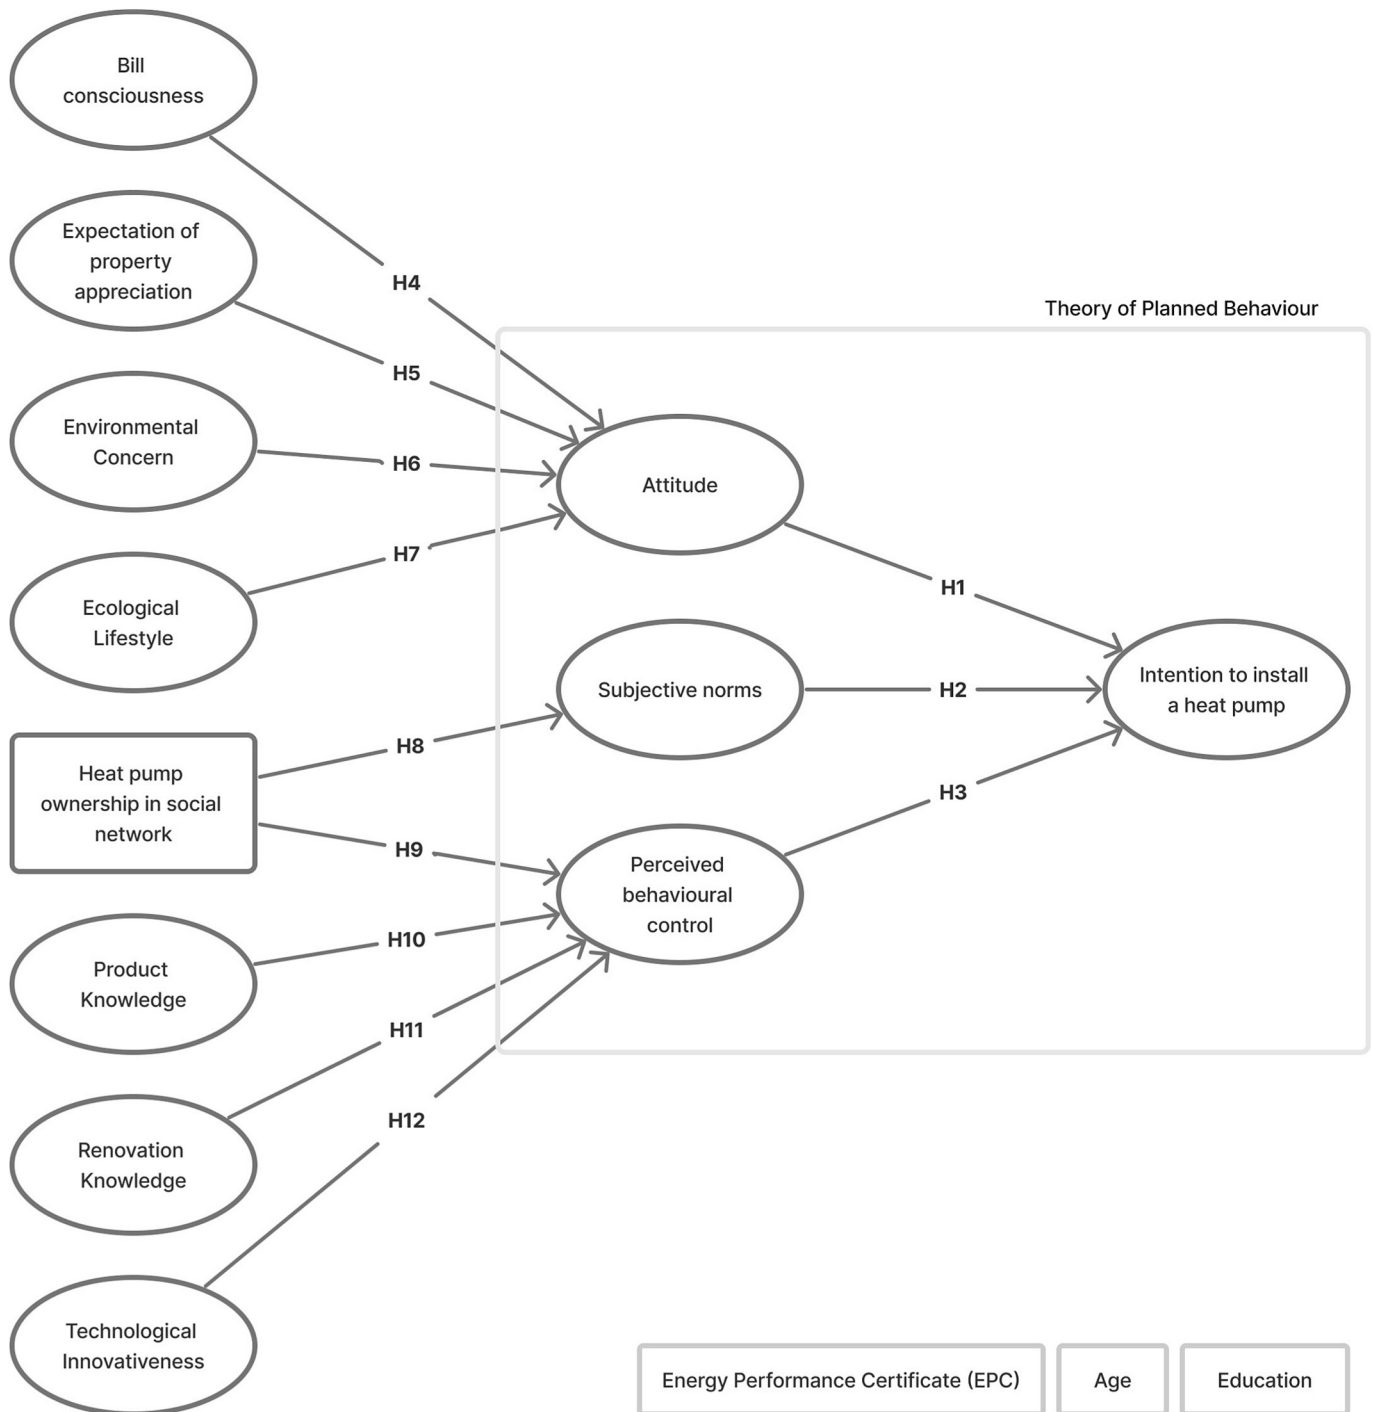 Bill
consciousness
Expectation of
property
appreciation
H4
Theory of Planned Behaviour
H5
Environmental
Concern
H6
Attitude
H7
Ecological
Lifestyle
H1
Subjective norms
H2
Intention to install
a heat pump
H8
Heat pump
ownership in social
network
H3
H9
Perceived
behavioural
control
H10
Product
Knowledge
H11
Renovation
Knowledge
H12
Technological
Innovativeness
Energy Performance Certificate (EPC)
Age
Education